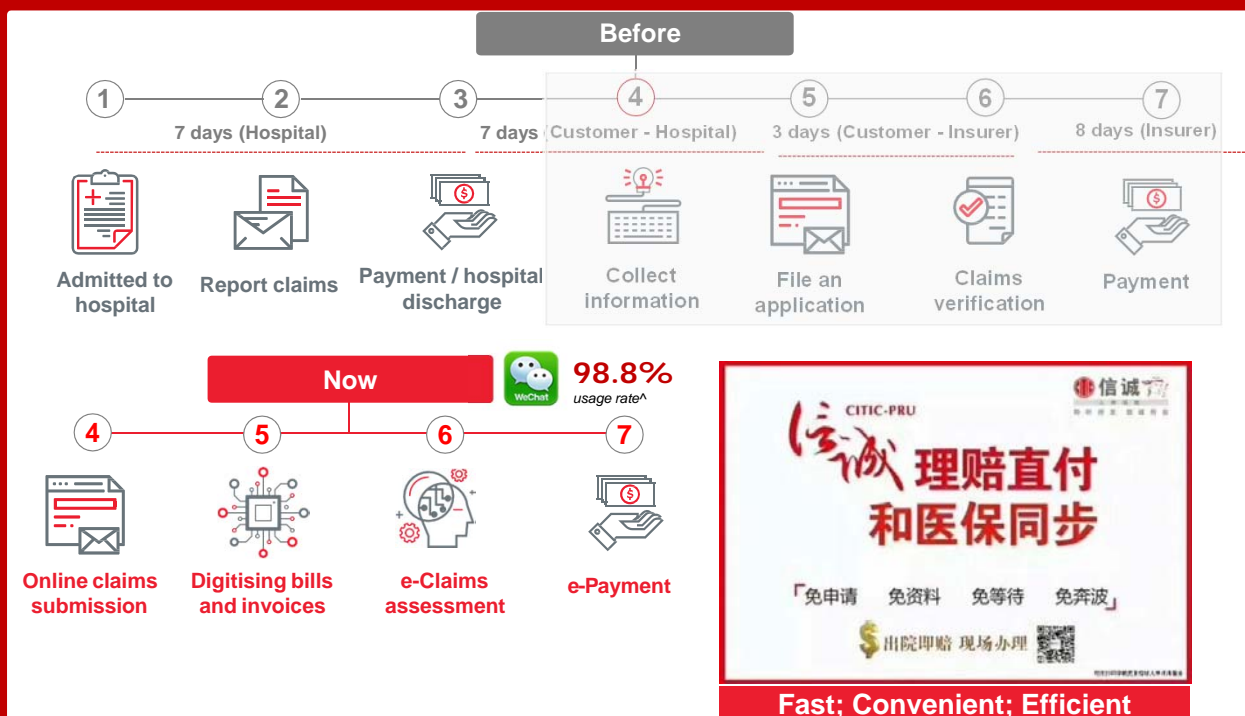 Before
1 2 3 4 5 6 7
7 days (Hospital) 7 days (Customer - Hospital) 3 days (Customer - Insurer) 8 days (Insurer)
Admitted to
hospital
Report claims
Payment / hospital
discharge
Collect
information
File an
application
Claims
verification
Payment
Now
WeChat
98.8%
usage rate^
4 5 6 7
Online claims
submission
Digitising bills
and invoices
e-Claims
assessment
e-Payment
信诚
CITIC-PRU
信诚 理赔直付
和医保同步
「免申请 免资料 免等待 免奔波」
出院即赔 现场办理
Fast; Convenient; Efficient